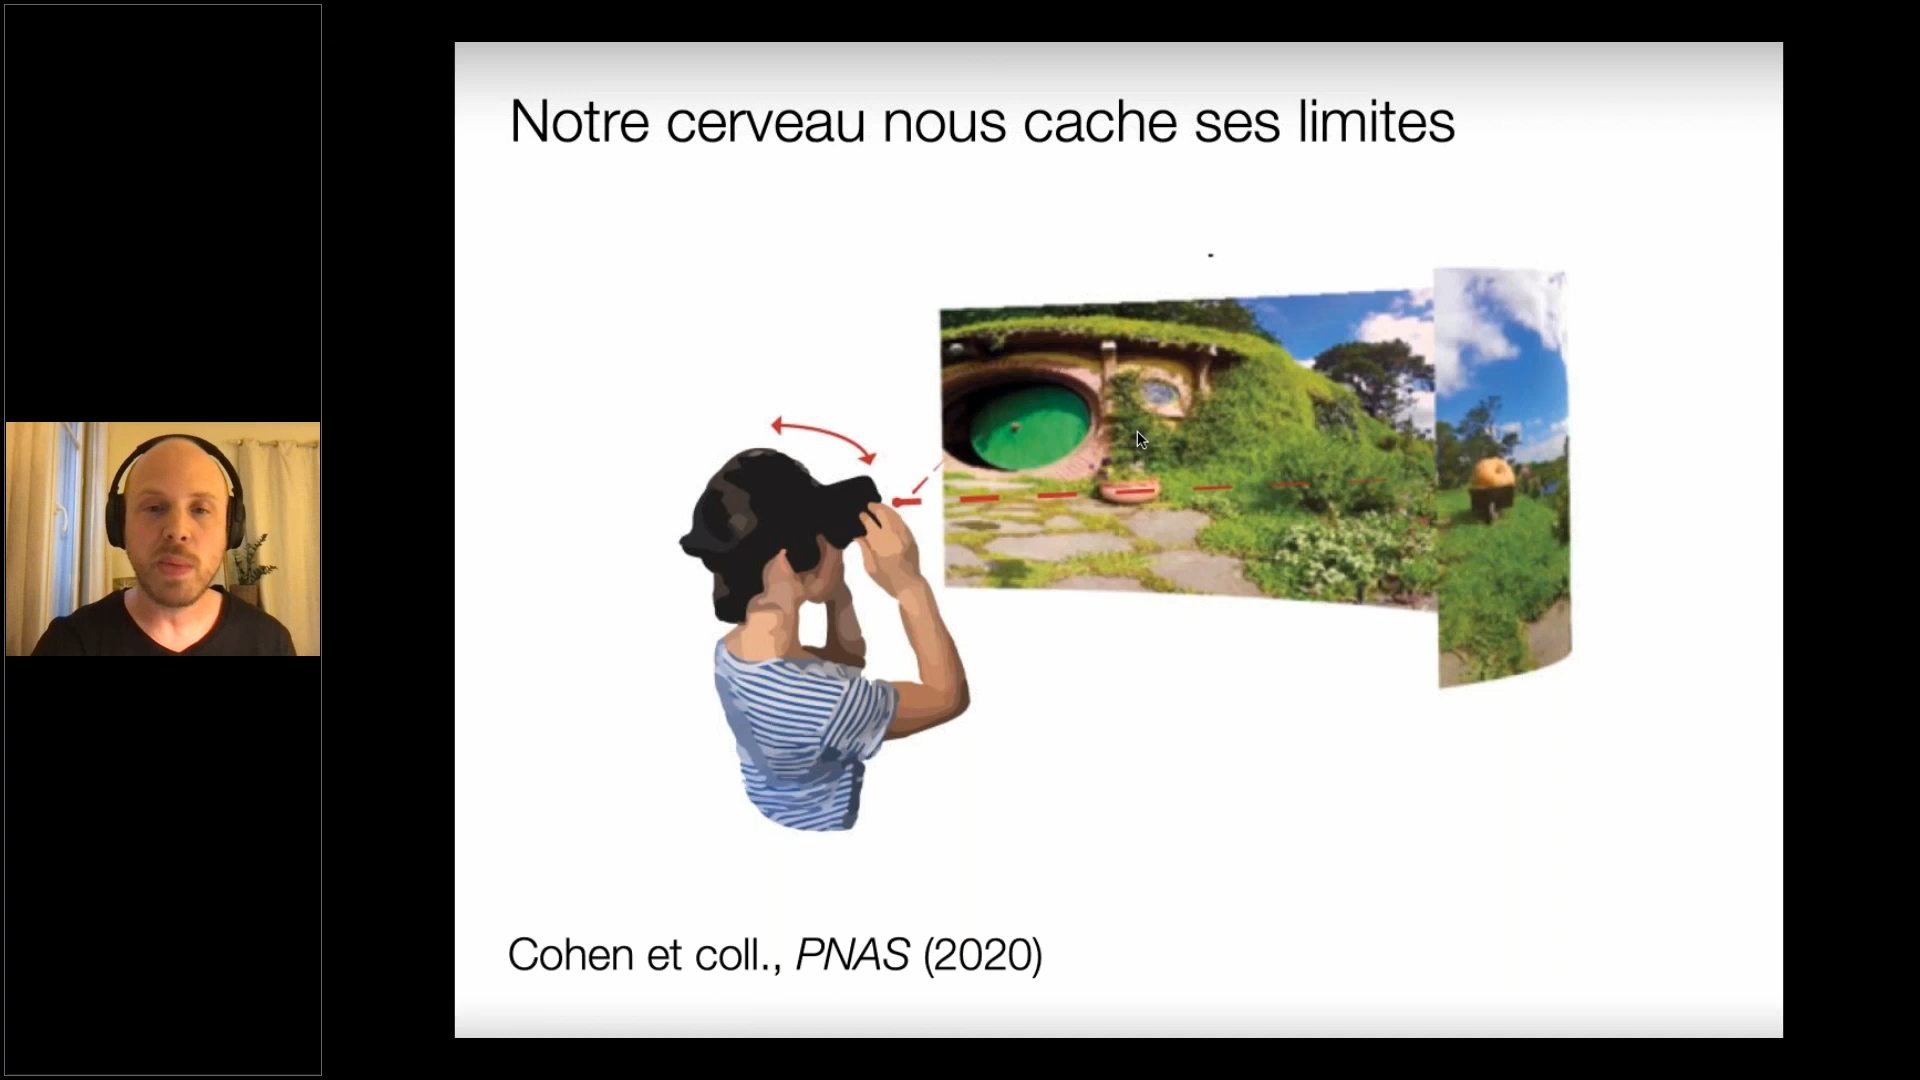 Notre cerveau nous cache ses limites
Cohen et coll., PNAS (2020)